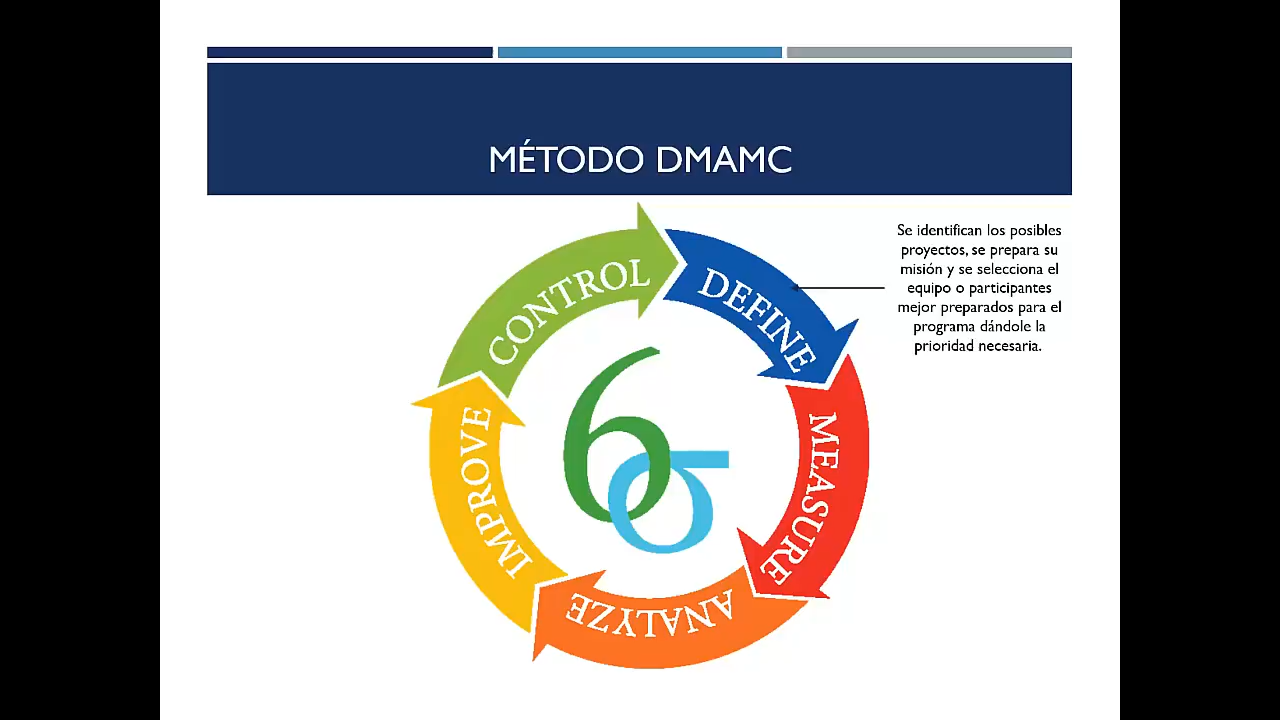 MÉTODO DMAMC
Se identifican los posibles
proyectos, se prepara su
misión y se selecciona el
equipo o participantes
mejor preparados para el
programa dándole la
prioridad necesaria.
CONTROL
DEFINE
MEASURE
ANALYZE
IMPROVE
6σ